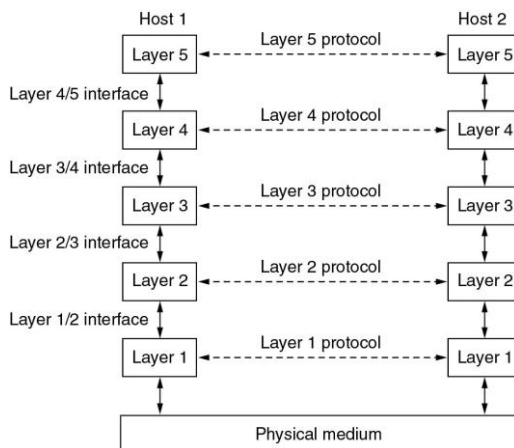 Host 1 Host 2
Layer 5 Layer 5 protocol Layer 5
Layer 4/5 interface
Layer 4 Layer 4 protocol Layer 4
Layer 3/4 interface
Layer 3 Layer 3 protocol Layer 3
Layer 2/3 interface
Layer 2 Layer 2 protocol Layer 2
Layer 1/2 interface
Layer 1 Layer 1 protocol Layer 1
Physical medium